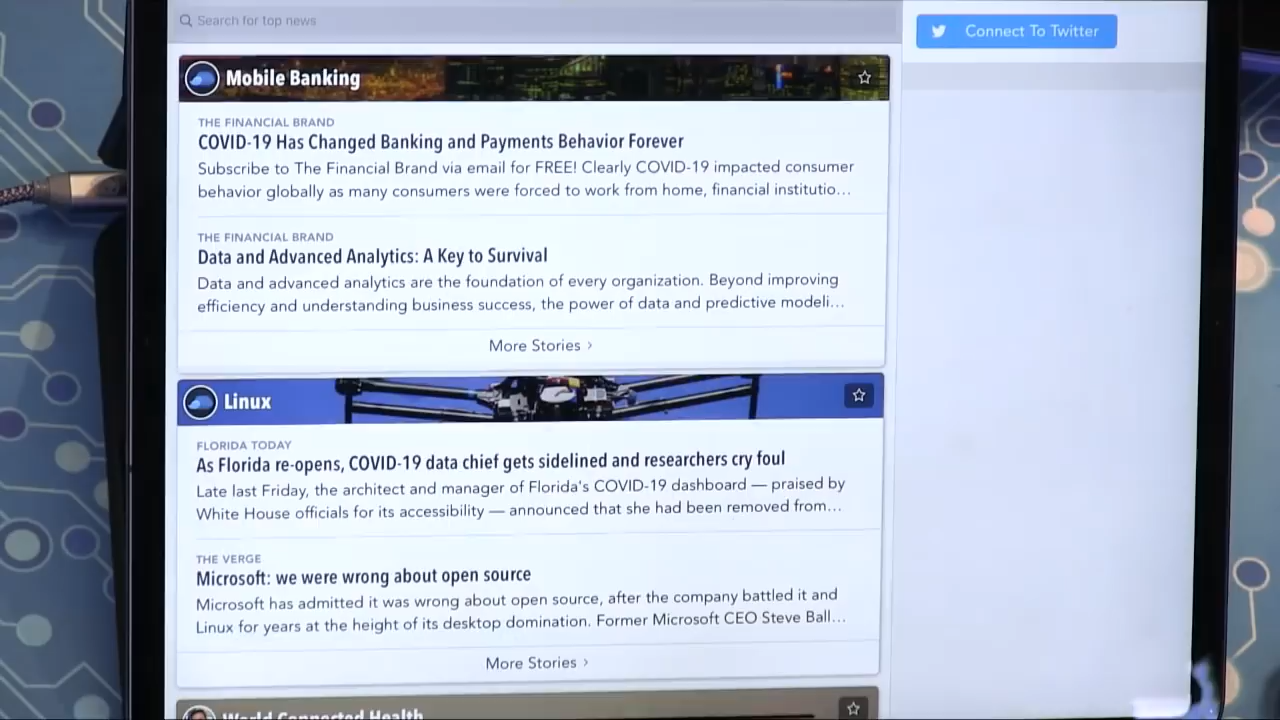 Search for top news
Connect To Twitter
Mobile Banking
THE FINANCIAL BRAND
COVID-19 Has Changed Banking and Payments Behavior Forever
Subscribe to The Financial Brand via email for FREE! Clearly COVID-19 impacted consumer
behavior globally as many consumers were forced to work from home, financial institutio…
THE FINANCIAL BRAND
Data and Advanced Analytics: A Key to Survival
Data and advanced analytics are the foundation of every organization. Beyond improving
efficiency and understanding business success, the power of data and predictive modeli…
More Stories >
Linux
FLORIDA TODAY
As Florida re-opens, COVID-19 data chief gets sidelined and researchers cry foul
Late last Friday, the architect and manager of Florida's COVID-19 dashboard — praised by
White House officials for its accessibility — announced that she had been removed from…
THE VERGE
Microsoft: we were wrong about open source
Microsoft has admitted it was wrong about open source, after the company battled it and
Linux for years at the height of its desktop domination. Former Microsoft CEO Steve Ball…
More Stories >
World Connected Health